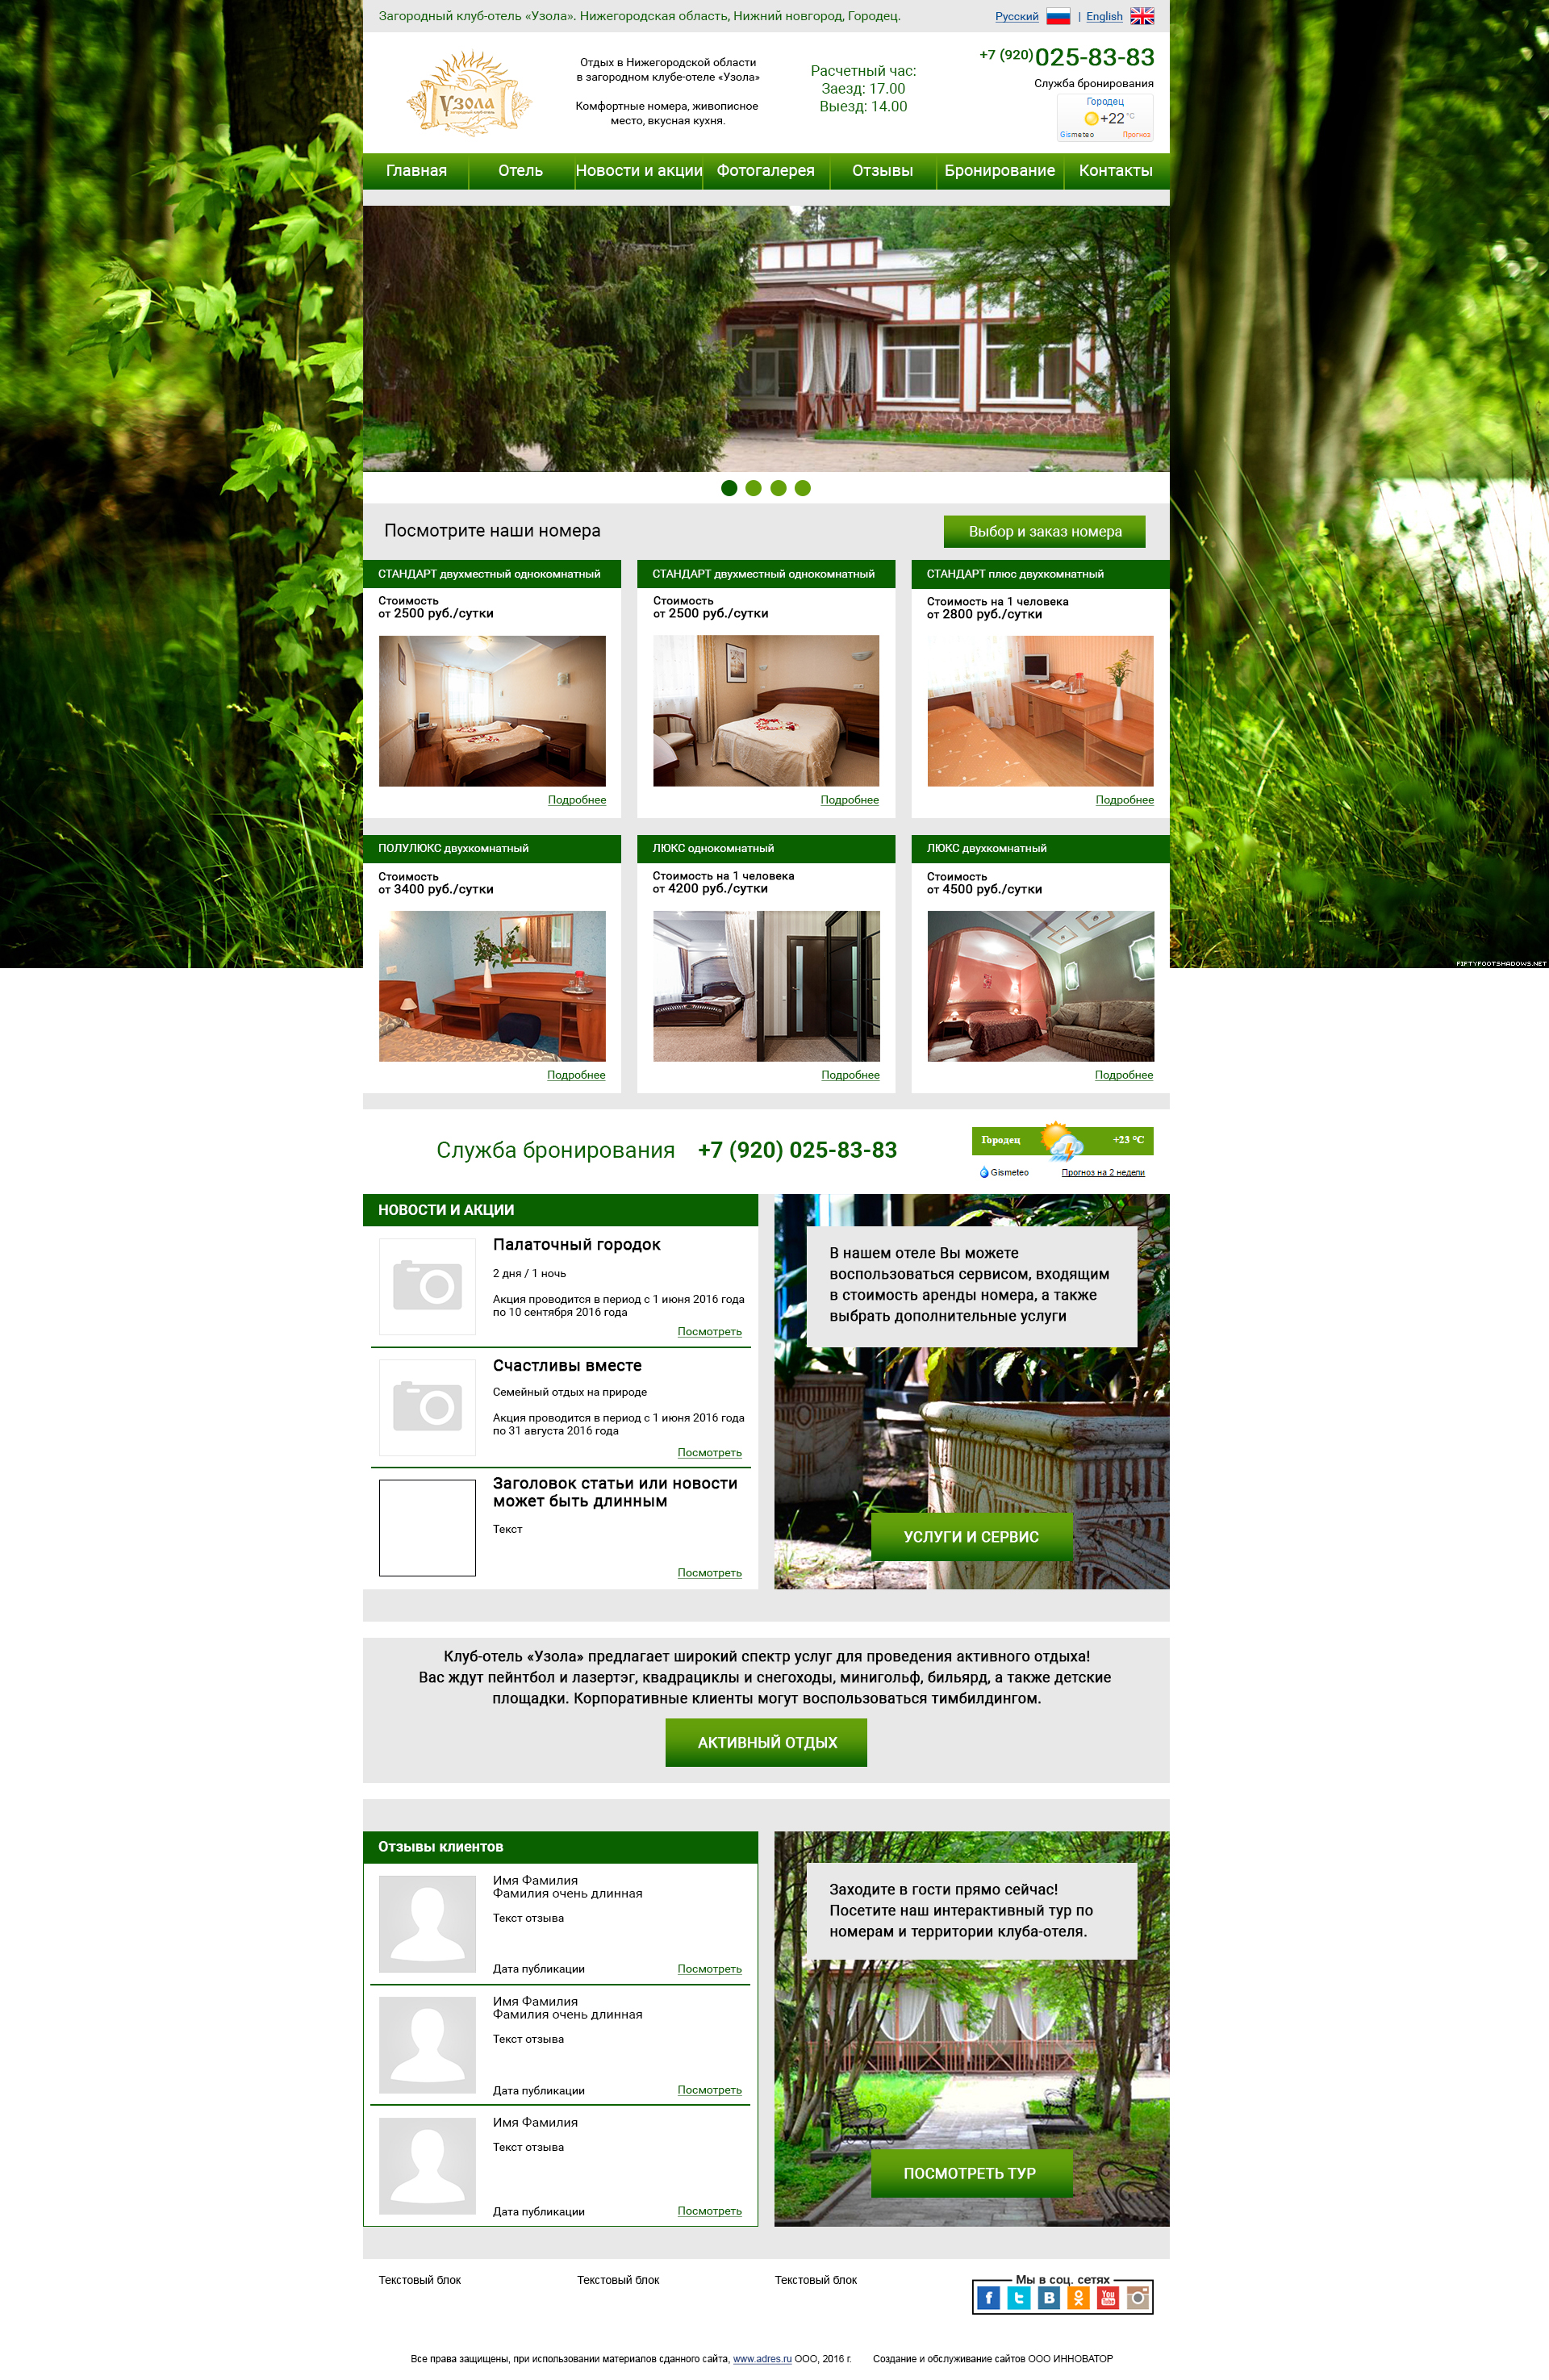 Загородный клуб-отель «Узола». Нижегородская область, Нижний новгород, Городец.
Русский | English
Узола
Отдых в Нижегородской области
в загородном клубе-отеле «Узола»
Комфортные номера, живописное
место, вкусная кухня.
Расчетный час:
Заезд: 17.00
Выезд: 14.00
+7 (920) 025-83-83
Служба бронирования
Городец
+22 °C
Gismeteo Прогноз
Главная Отель Новости и акции Фотогалерея Отзывы Бронирование Контакты
Посмотрите наши номера
Выбор и заказ номера
СТАНДАРТ двухместный однокомнатный
Стоимость
от 2500 руб./сутки
Подробнее
СТАНДАРТ двухместный однокомнатный
Стоимость
от 2500 руб./сутки
Подробнее
СТАНДАРТ плюс двухкомнатный
Стоимость на 1 человека
от 2800 руб./сутки
Подробнее
ПОЛУЛЮКС двухкомнатный
Стоимость
от 3400 руб./сутки
Подробнее
ЛЮКС однокомнатный
Стоимость на 1 человека
от 4200 руб./сутки
Подробнее
ЛЮКС двухкомнатный
Стоимость
от 4500 руб./сутки
Подробнее
FIFTYFOOTSHADOWS.NET
Служба бронирования +7 (920) 025-83-83
Городец +23 °C
Gismeteo Прогноз на 2 недели
НОВОСТИ И АКЦИИ
Палаточный городок
2 дня / 1 ночь
Акция проводится в период с 1 июня 2016 года
по 10 сентября 2016 года
Посмотреть
Счастливы вместе
Семейный отдых на природе
Акция проводится в период с 1 июня 2016 года
по 31 августа 2016 года
Посмотреть
Заголовок статьи или новости
может быть длинным
Текст
Посмотреть
В нашем отеле Вы можете
воспользоваться сервисом, входящим
в стоимость аренды номера, а также
выбрать дополнительные услуги
УСЛУГИ И СЕРВИС
Клуб-отель «Узола» предлагает широкий спектр услуг для проведения активного отдыха!
Вас ждут пейнтбол и лазертэг, квадрациклы и снегоходы, минигольф, бильярд, а также детские
площадки. Корпоративные клиенты могут воспользоваться тимбилдингом.
АКТИВНЫЙ ОТДЫХ
Отзывы клиентов
Имя Фамилия
Фамилия очень длинная
Текст отзыва
Дата публикации Посмотреть
Имя Фамилия
Фамилия очень длинная
Текст отзыва
Дата публикации Посмотреть
Имя Фамилия
Текст отзыва
Дата публикации Посмотреть
Заходите в гости прямо сейчас!
Посетите наш интерактивный тур по
номерам и территории клуба-отеля.
ПОСМОТРЕТЬ ТУР
Текстовый блок Текстовый блок Текстовый блок
Мы в соц. сетях
You Tube
Все права защищены, при использовании материалов сданного сайта, www.adres.ru ООО, 2016 г. Создание и обслуживание сайтов ООО ИННОВАТОР